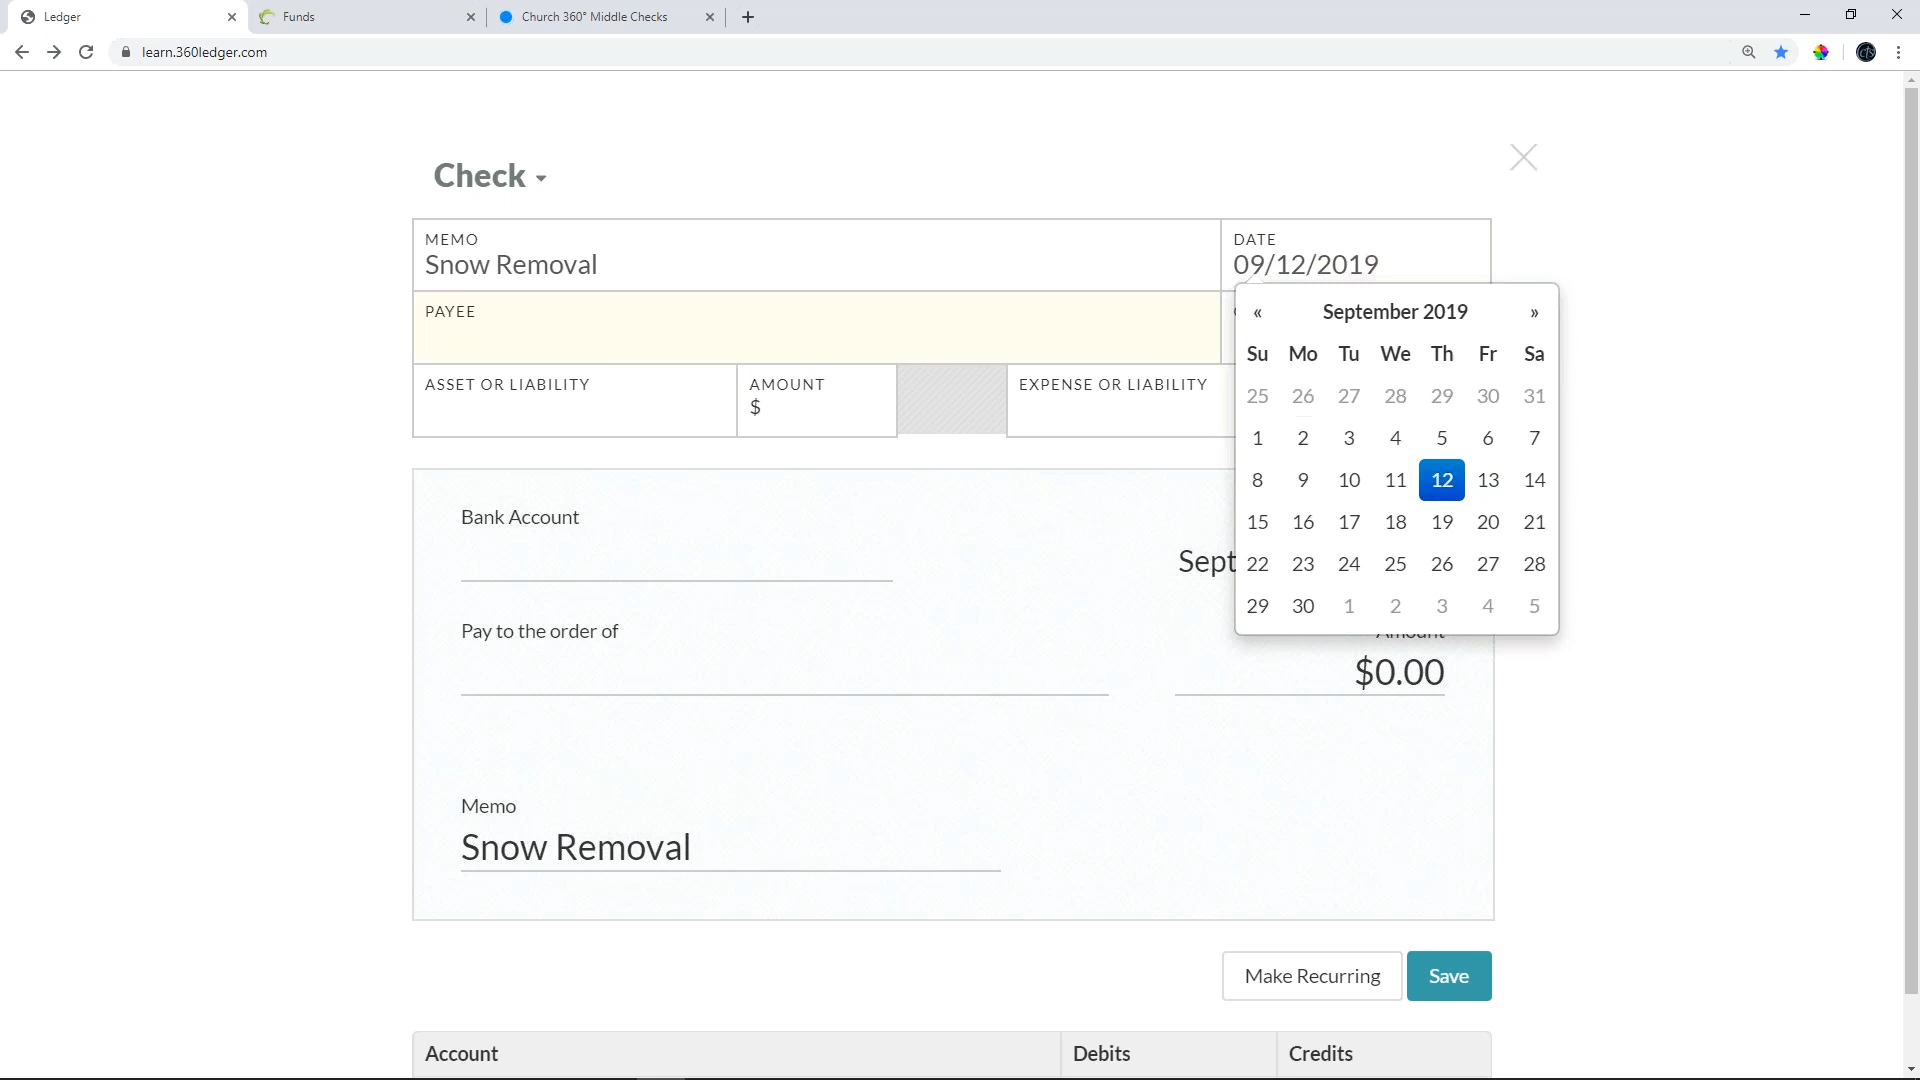 Ledger
Funds
Church 360° Middle Checks
learn.360ledger.com
Check
MEMO
Snow Removal
DATE
09/12/2019
PAYEE
ASSET OR LIABILITY
AMOUNT
$
EXPENSE OR LIABILITY
« September 2019 »
Su Mo Tu We Th Fr Sa
25 26 27 28 29 30 31
1 2 3 4 5 6 7
8 9 10 11 12 13 14
15 16 17 18 19 20 21
22 23 24 25 26 27 28
29 30 1 2 3 4 5
Bank Account
Sept
Pay to the order of
Amount
$0.00
Memo
Snow Removal
Make Recurring
Save
Account Debits Credits